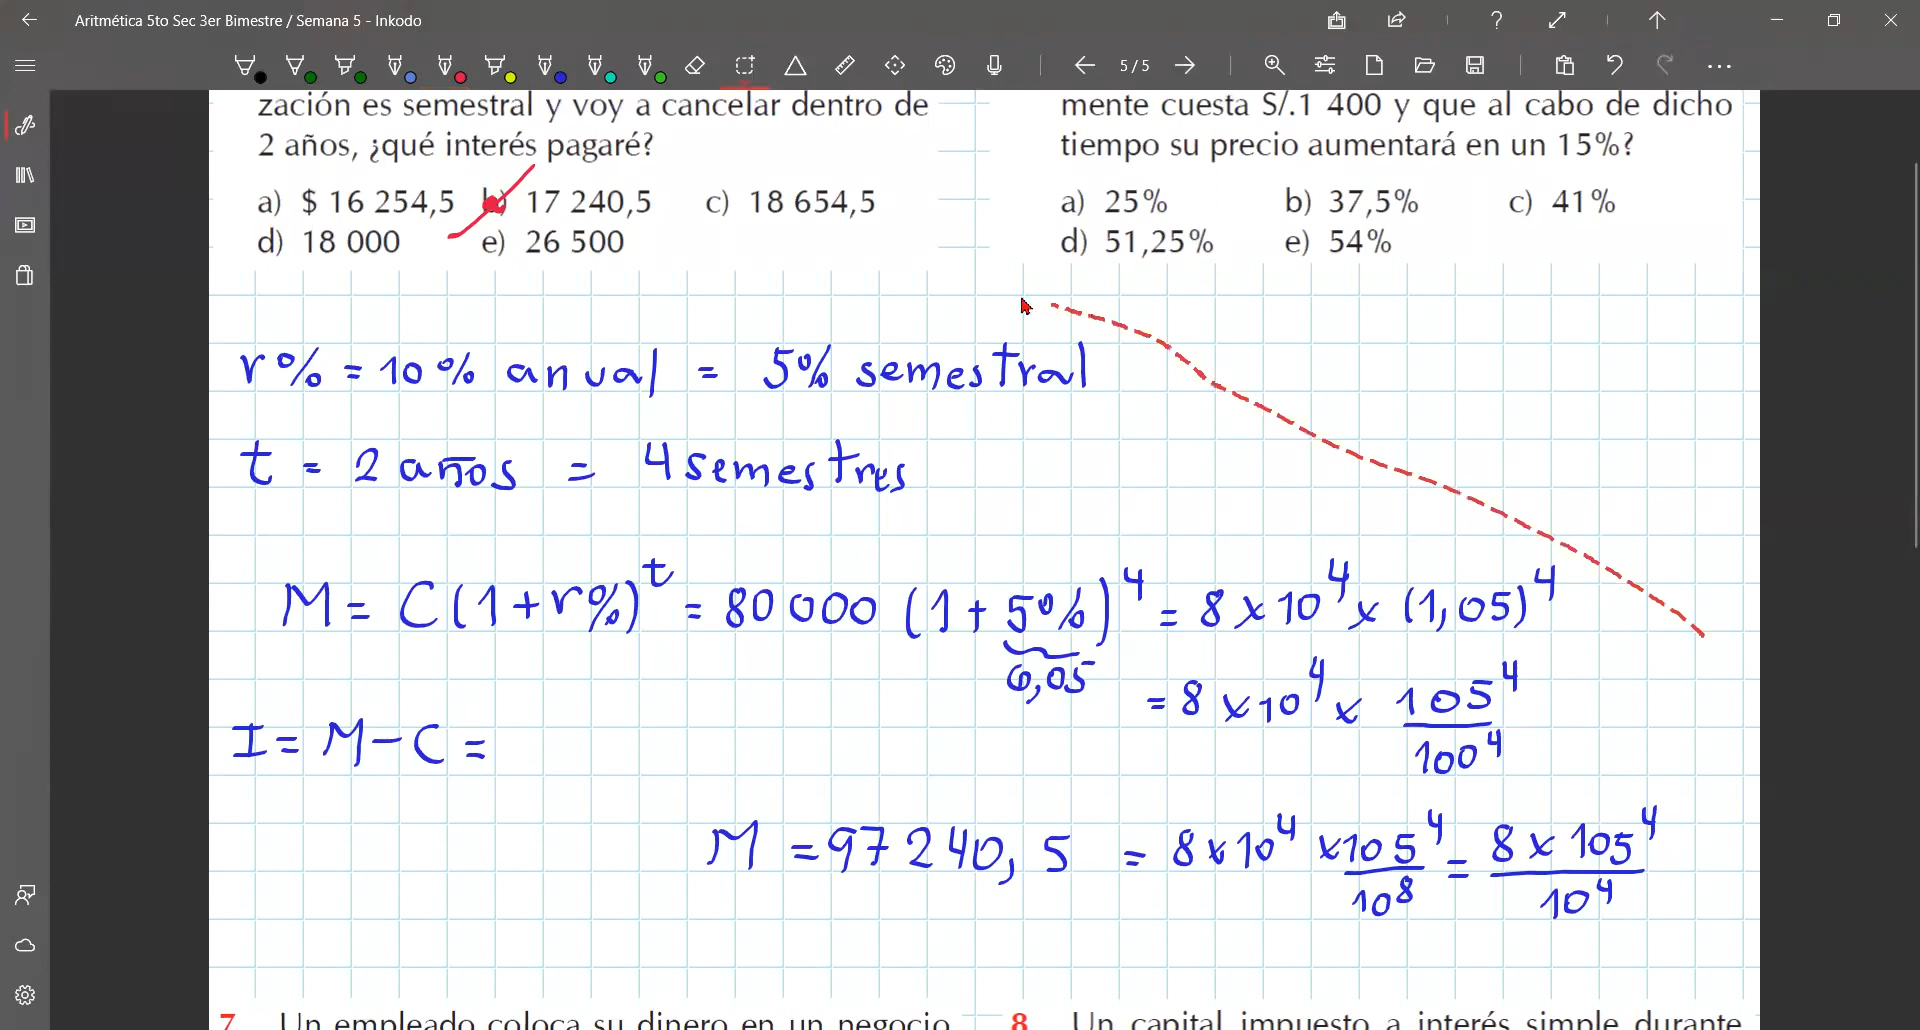 Aritmética 5to Sec 3er Bimestre / Semana 5 - Inkodo
5 / 5
zación es semestral y voy a cancelar dentro de
2 años, ¿qué interés pagaré?
a) $ 16 254,5 b) 17 240,5 c) 18 654,5
d) 18 000 e) 26 500
mente cuesta S/.1 400 y que al cabo de dicho
tiempo su precio aumentará en un 15%?
a) 25% b) 37,5% c) 41%
d) 51,25% e) 54%
r% = 10% anual = 5% semestral
t = 2 años = 4 semestres
M = C(1+r%)^t = 80 000 (1+5%)^4 = 8×10^4 × (1,05)^4
0,05
= 8×10^4 × 105^4/100^4
I = M - C =
M = 97 240,5 = 8×10^4 ×105^4/10^8 = 8×105^4/10^4
7 Un empleado coloca su dinero en un negocio
8 Un capital impuesto a interés simple durante